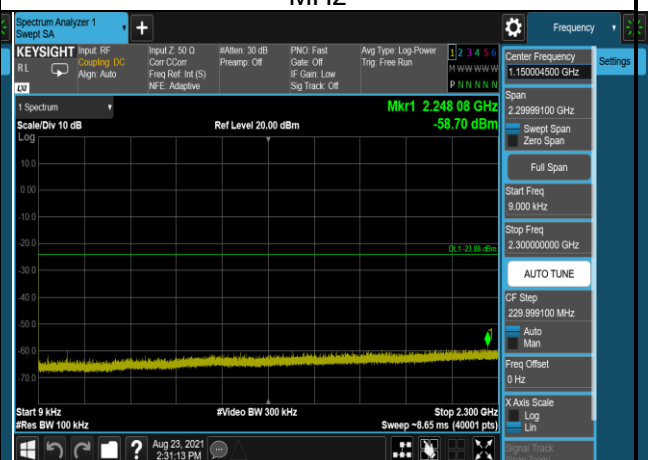 MHz
Spectrum Analyzer 1
Swept SA
+
Frequency
KEYSIGHT
RL
LXI
Input: RF
Coupling: DC
Align: Auto
Input Z: 50 Ω
Corr CCorr
Freq Ref: Int (S)
NFE: Adaptive
#Atten: 30 dB
Preamp: Off
PNO: Fast
Gate: Off
IF Gain: Low
Sig Track: Off
Avg Type: Log-Power
Trig: Free Run
1 2 3 4 5 6
M W W W W W
P N N N N N
1 Spectrum
Scale/Div 10 dB
Ref Level 20.00 dBm
Mkr1 2.248 08 GHz
-58.70 dBm
Log
10.0
0.00
-10.0
-20.0
-30.0
-40.0
-50.0
-60.0
-70.0
DL1 -23.88 dBm
1
Start 9 kHz
#Video BW 300 kHz
Stop 2.300 GHz
#Res BW 100 kHz
Sweep ~8.65 ms (40001 pts)
Center Frequency
1.150004500 GHz
Settings
Span
2.29999100 GHz
Swept Span
Zero Span
Full Span
Start Freq
9.000 kHz
Stop Freq
2.300000000 GHz
AUTO TUNE
CF Step
229.999100 MHz
Auto
Man
Freq Offset
0 Hz
X Axis Scale
Log
Lin
Signal Track
(Span Zoom)
?
Aug 23, 2021
2:31:13 PM